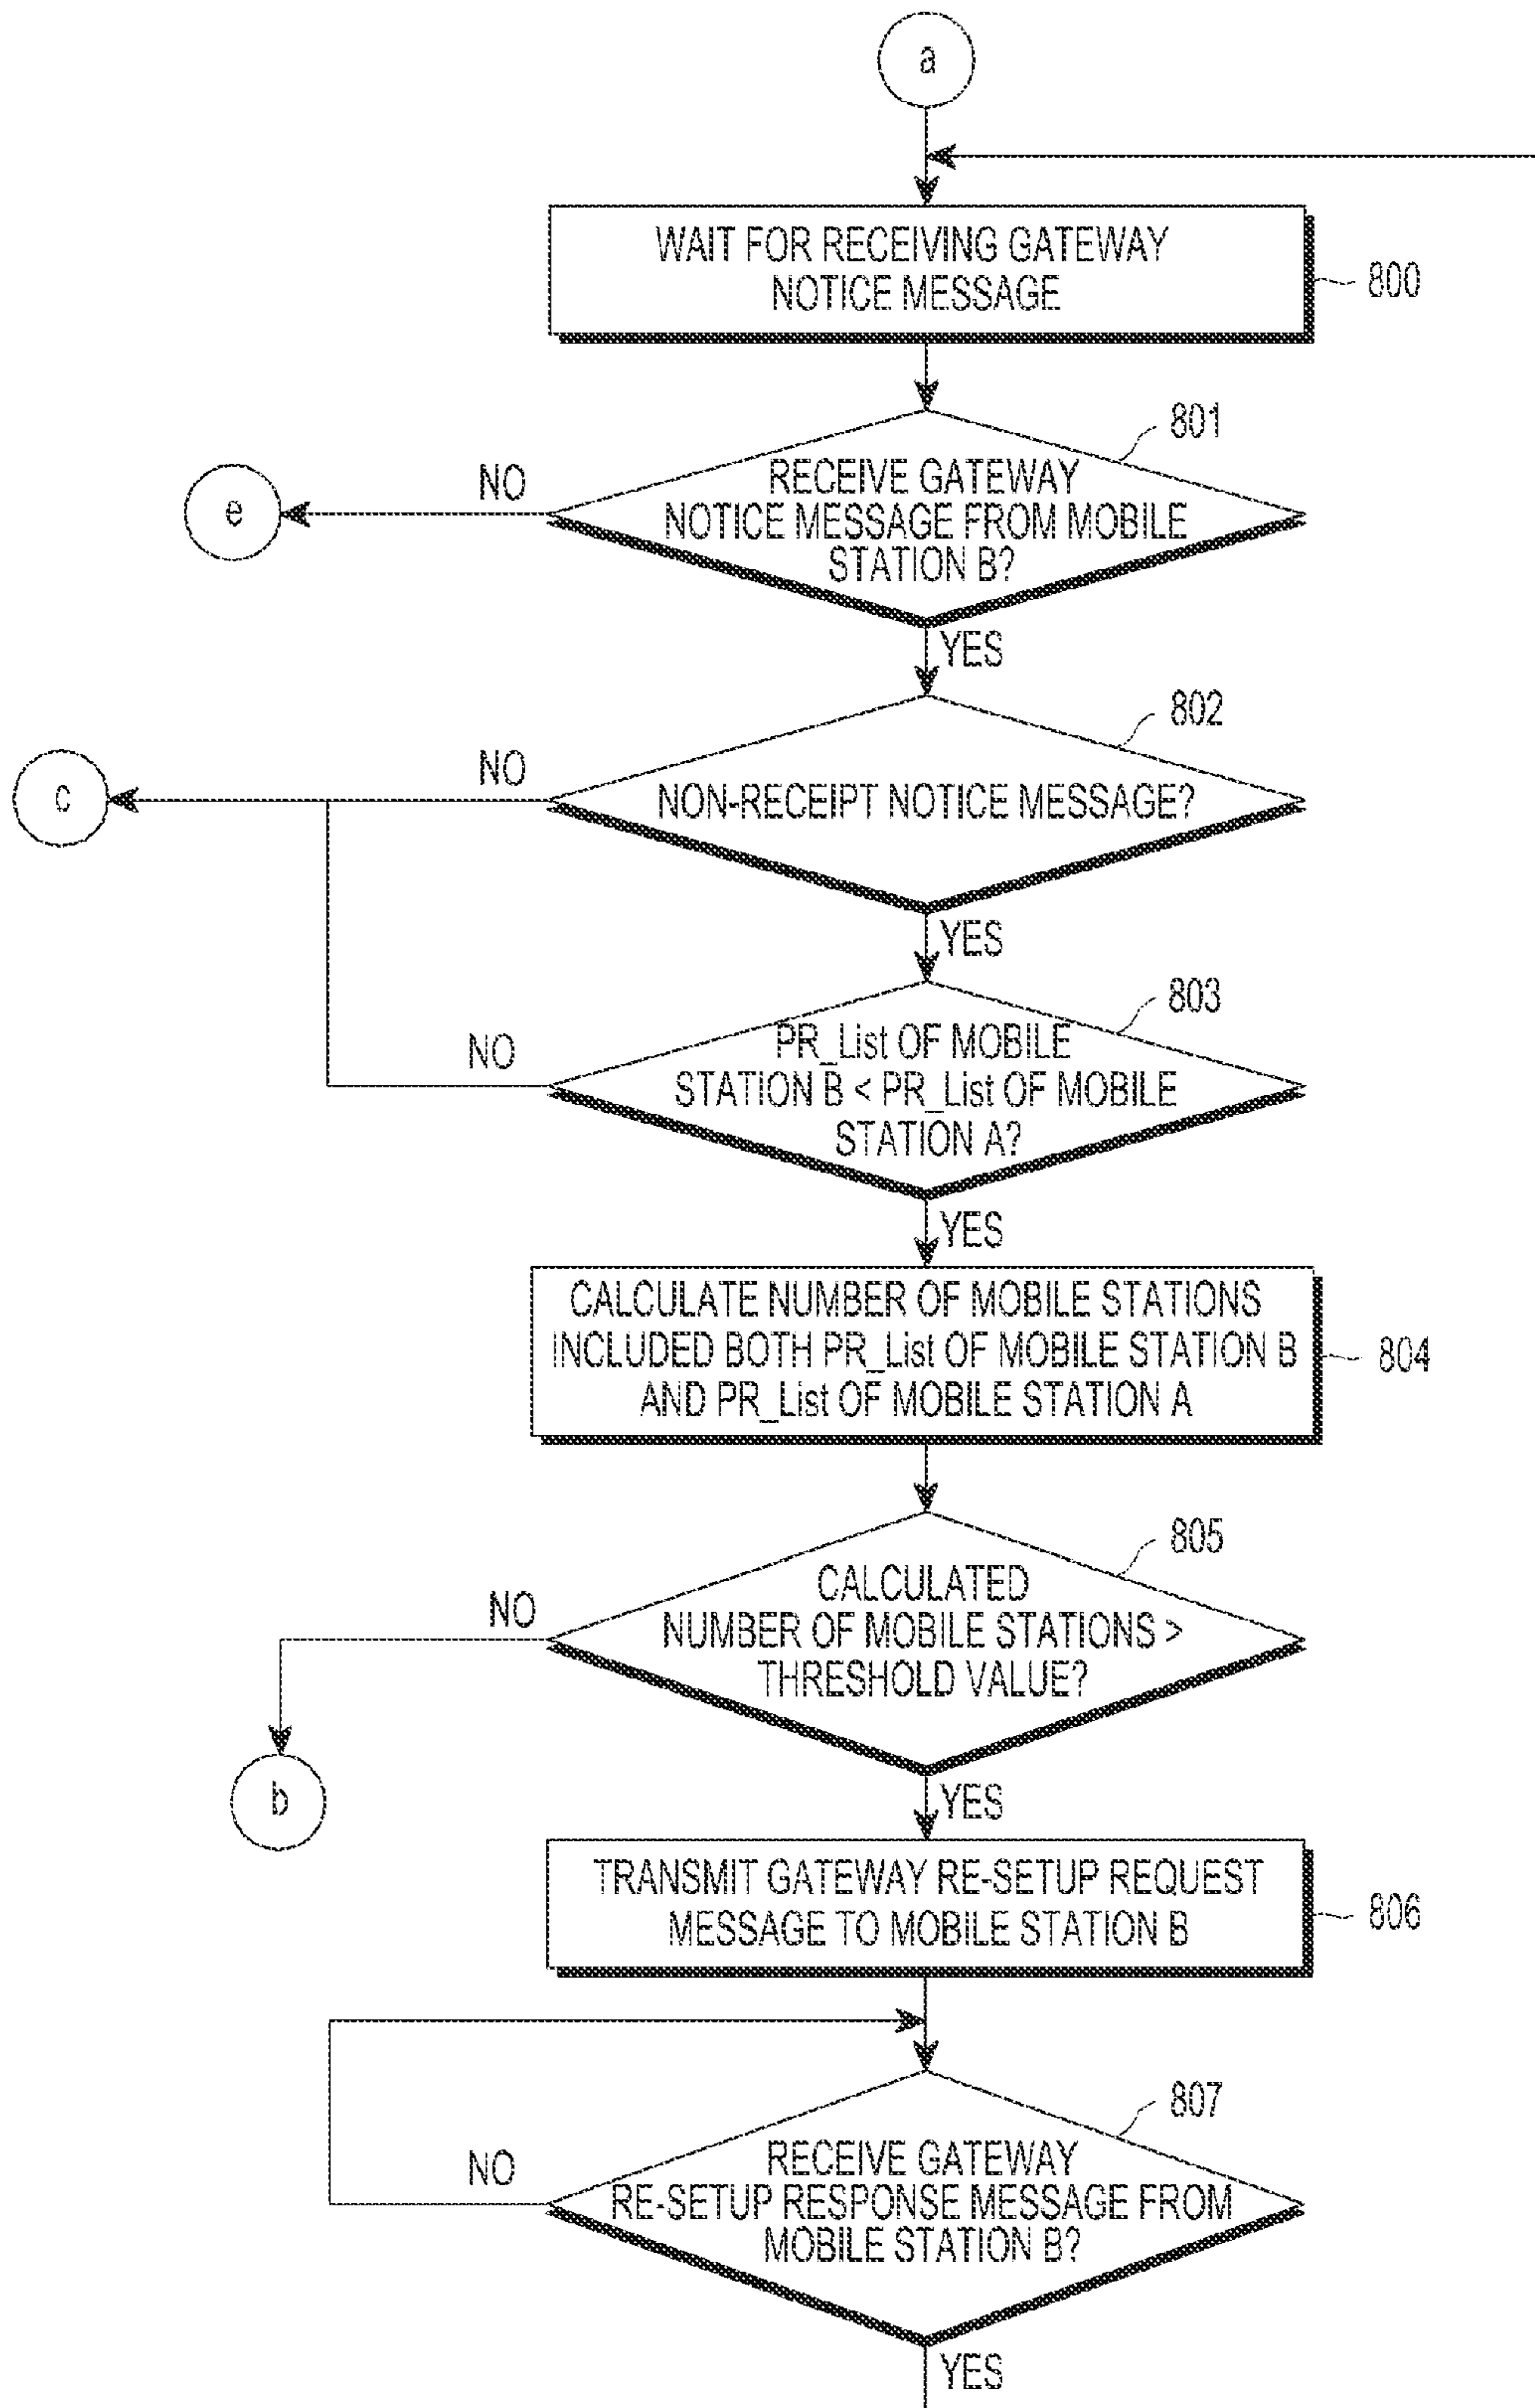 a
WAIT FOR RECEIVING GATEWAY
NOTICE MESSAGE
800
801
RECEIVE GATEWAY
NOTICE MESSAGE FROM MOBILE
STATION B?
NO
e
YES
802
NON-RECEIPT NOTICE MESSAGE?
NO
c
YES
803
PR_List OF MOBILE
STATION B < PR_List OF MOBILE
STATION A?
NO
YES
CALCULATE NUMBER OF MOBILE STATIONS
INCLUDED BOTH PR_List OF MOBILE STATION B
AND PR_List OF MOBILE STATION A
804
805
CALCULATED
NUMBER OF MOBILE STATIONS >
THRESHOLD VALUE?
NO
b
YES
TRANSMIT GATEWAY RE-SETUP REQUEST
MESSAGE TO MOBILE STATION B
806
807
RECEIVE GATEWAY
RE-SETUP RESPONSE MESSAGE FROM
MOBILE STATION B?
NO
YES